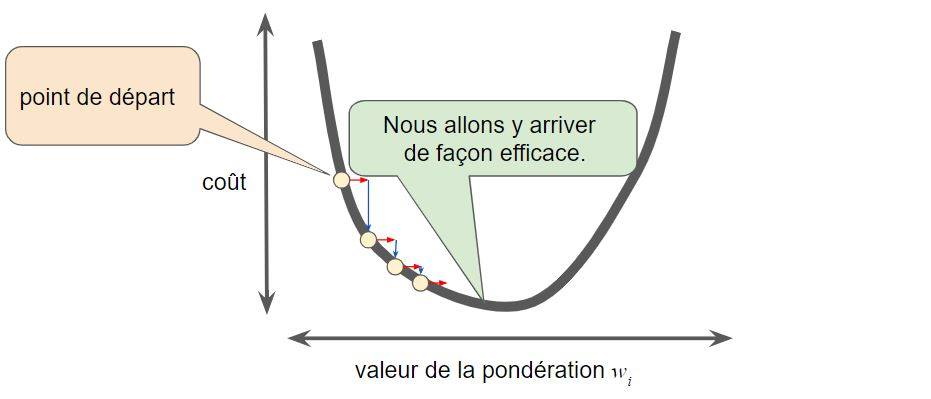 point de départ
Nous allons y arriver
de façon efficace.
coût
valeur de la pondération wᵢ